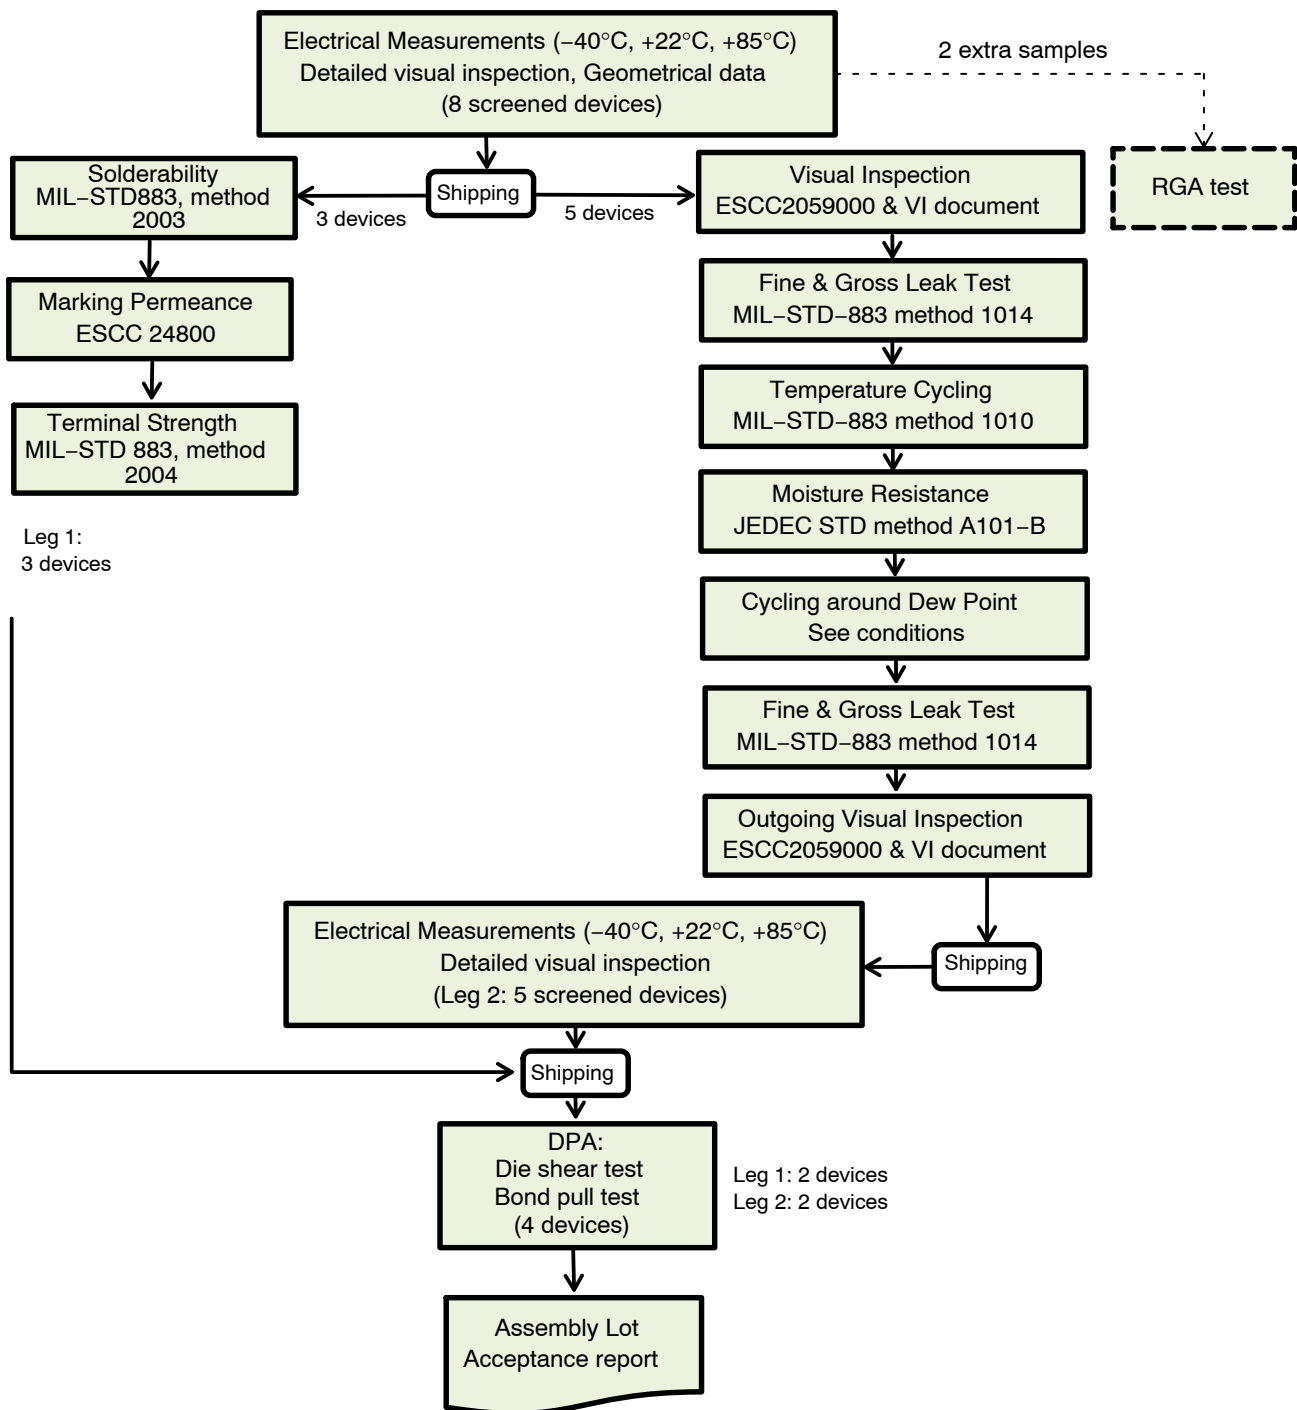 Electrical Measurements (−40°C, +22°C, +85°C)
Detailed visual inspection, Geometrical data
(8 screened devices)
2 extra samples
RGA test
Shipping
3 devices
5 devices
Solderability
MIL−STD883, method
2003
Marking Permeance
ESCC 24800
Terminal Strength
MIL−STD 883, method
2004
Leg 1:
3 devices
Visual Inspection
ESCC2059000 & VI document
Fine & Gross Leak Test
MIL−STD−883 method 1014
Temperature Cycling
MIL−STD−883 method 1010
Moisture Resistance
JEDEC STD method A101−B
Cycling around Dew Point
See conditions
Fine & Gross Leak Test
MIL−STD−883 method 1014
Outgoing Visual Inspection
ESCC2059000 & VI document
Shipping
Electrical Measurements (−40°C, +22°C, +85°C)
Detailed visual inspection
(Leg 2: 5 screened devices)
Shipping
DPA:
Die shear test
Bond pull test
(4 devices)
Leg 1: 2 devices
Leg 2: 2 devices
Assembly Lot
Acceptance report